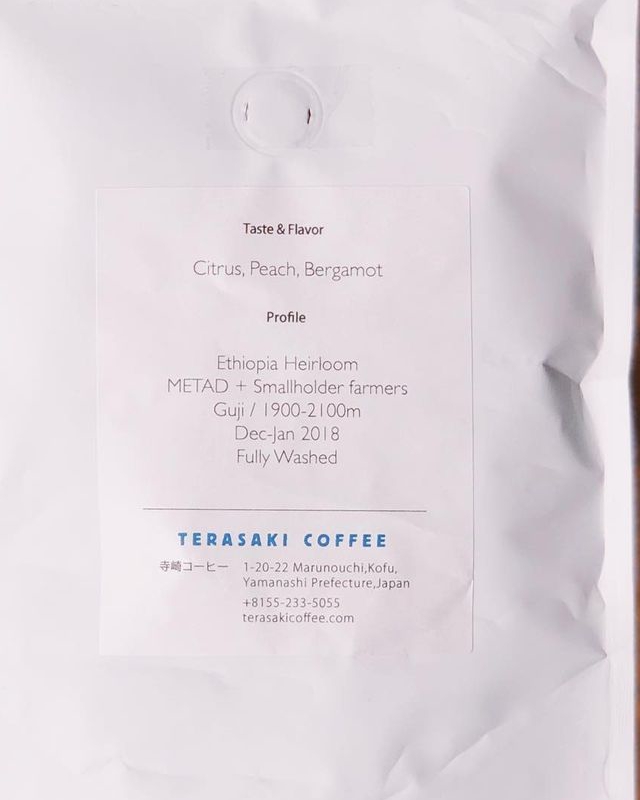 Taste & Flavor
Citrus, Peach, Bergamot
Profile
Ethiopia Heirloom
METAD + Smallholder farmers
Guji / 1900-2100m
Dec-Jan 2018
Fully Washed
TERASAKI COFFEE
寺崎コーヒー 1-20-22 Marunouchi,Kofu,
Yamanashi Prefecture,Japan
+8155-233-5055
terasakicoffee.com